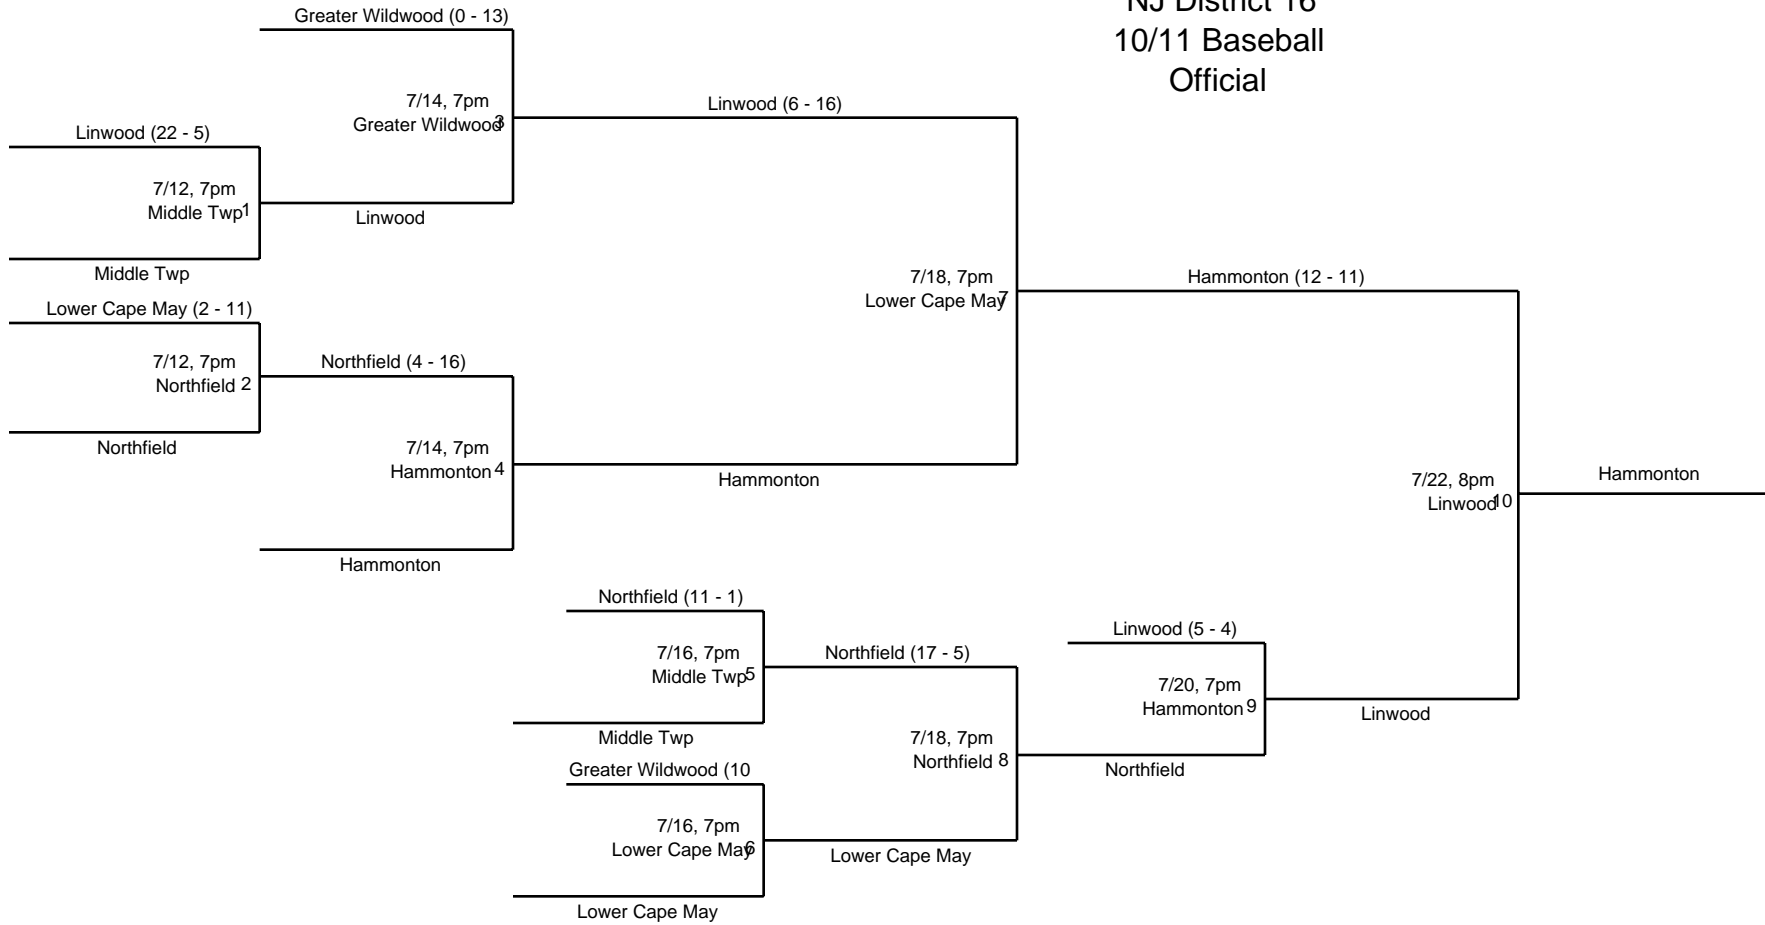 NJ District 16
10/11 Baseball
Official
Greater Wildwood (0 - 13)
7/14, 7pm
Greater Wildwood 3
Linwood (6 - 16)
Linwood (22 - 5)
7/12, 7pm
Middle Twp 1
Linwood
Middle Twp
Lower Cape May (2 - 11)
7/12, 7pm
Northfield 2
Northfield (4 - 16)
Northfield
7/14, 7pm
Hammonton 4
Hammonton
Hammonton
7/18, 7pm
Lower Cape May 7
Hammonton (12 - 11)
7/22, 8pm
Linwood 10
Hammonton
Northfield (11 - 1)
7/16, 7pm
Middle Twp 5
Middle Twp
Northfield (17 - 5)
Greater Wildwood (10
7/16, 7pm
Lower Cape May 6
Lower Cape May
Lower Cape May
7/18, 7pm
Northfield 8
Linwood (5 - 4)
7/20, 7pm
Hammonton 9
Northfield
Linwood